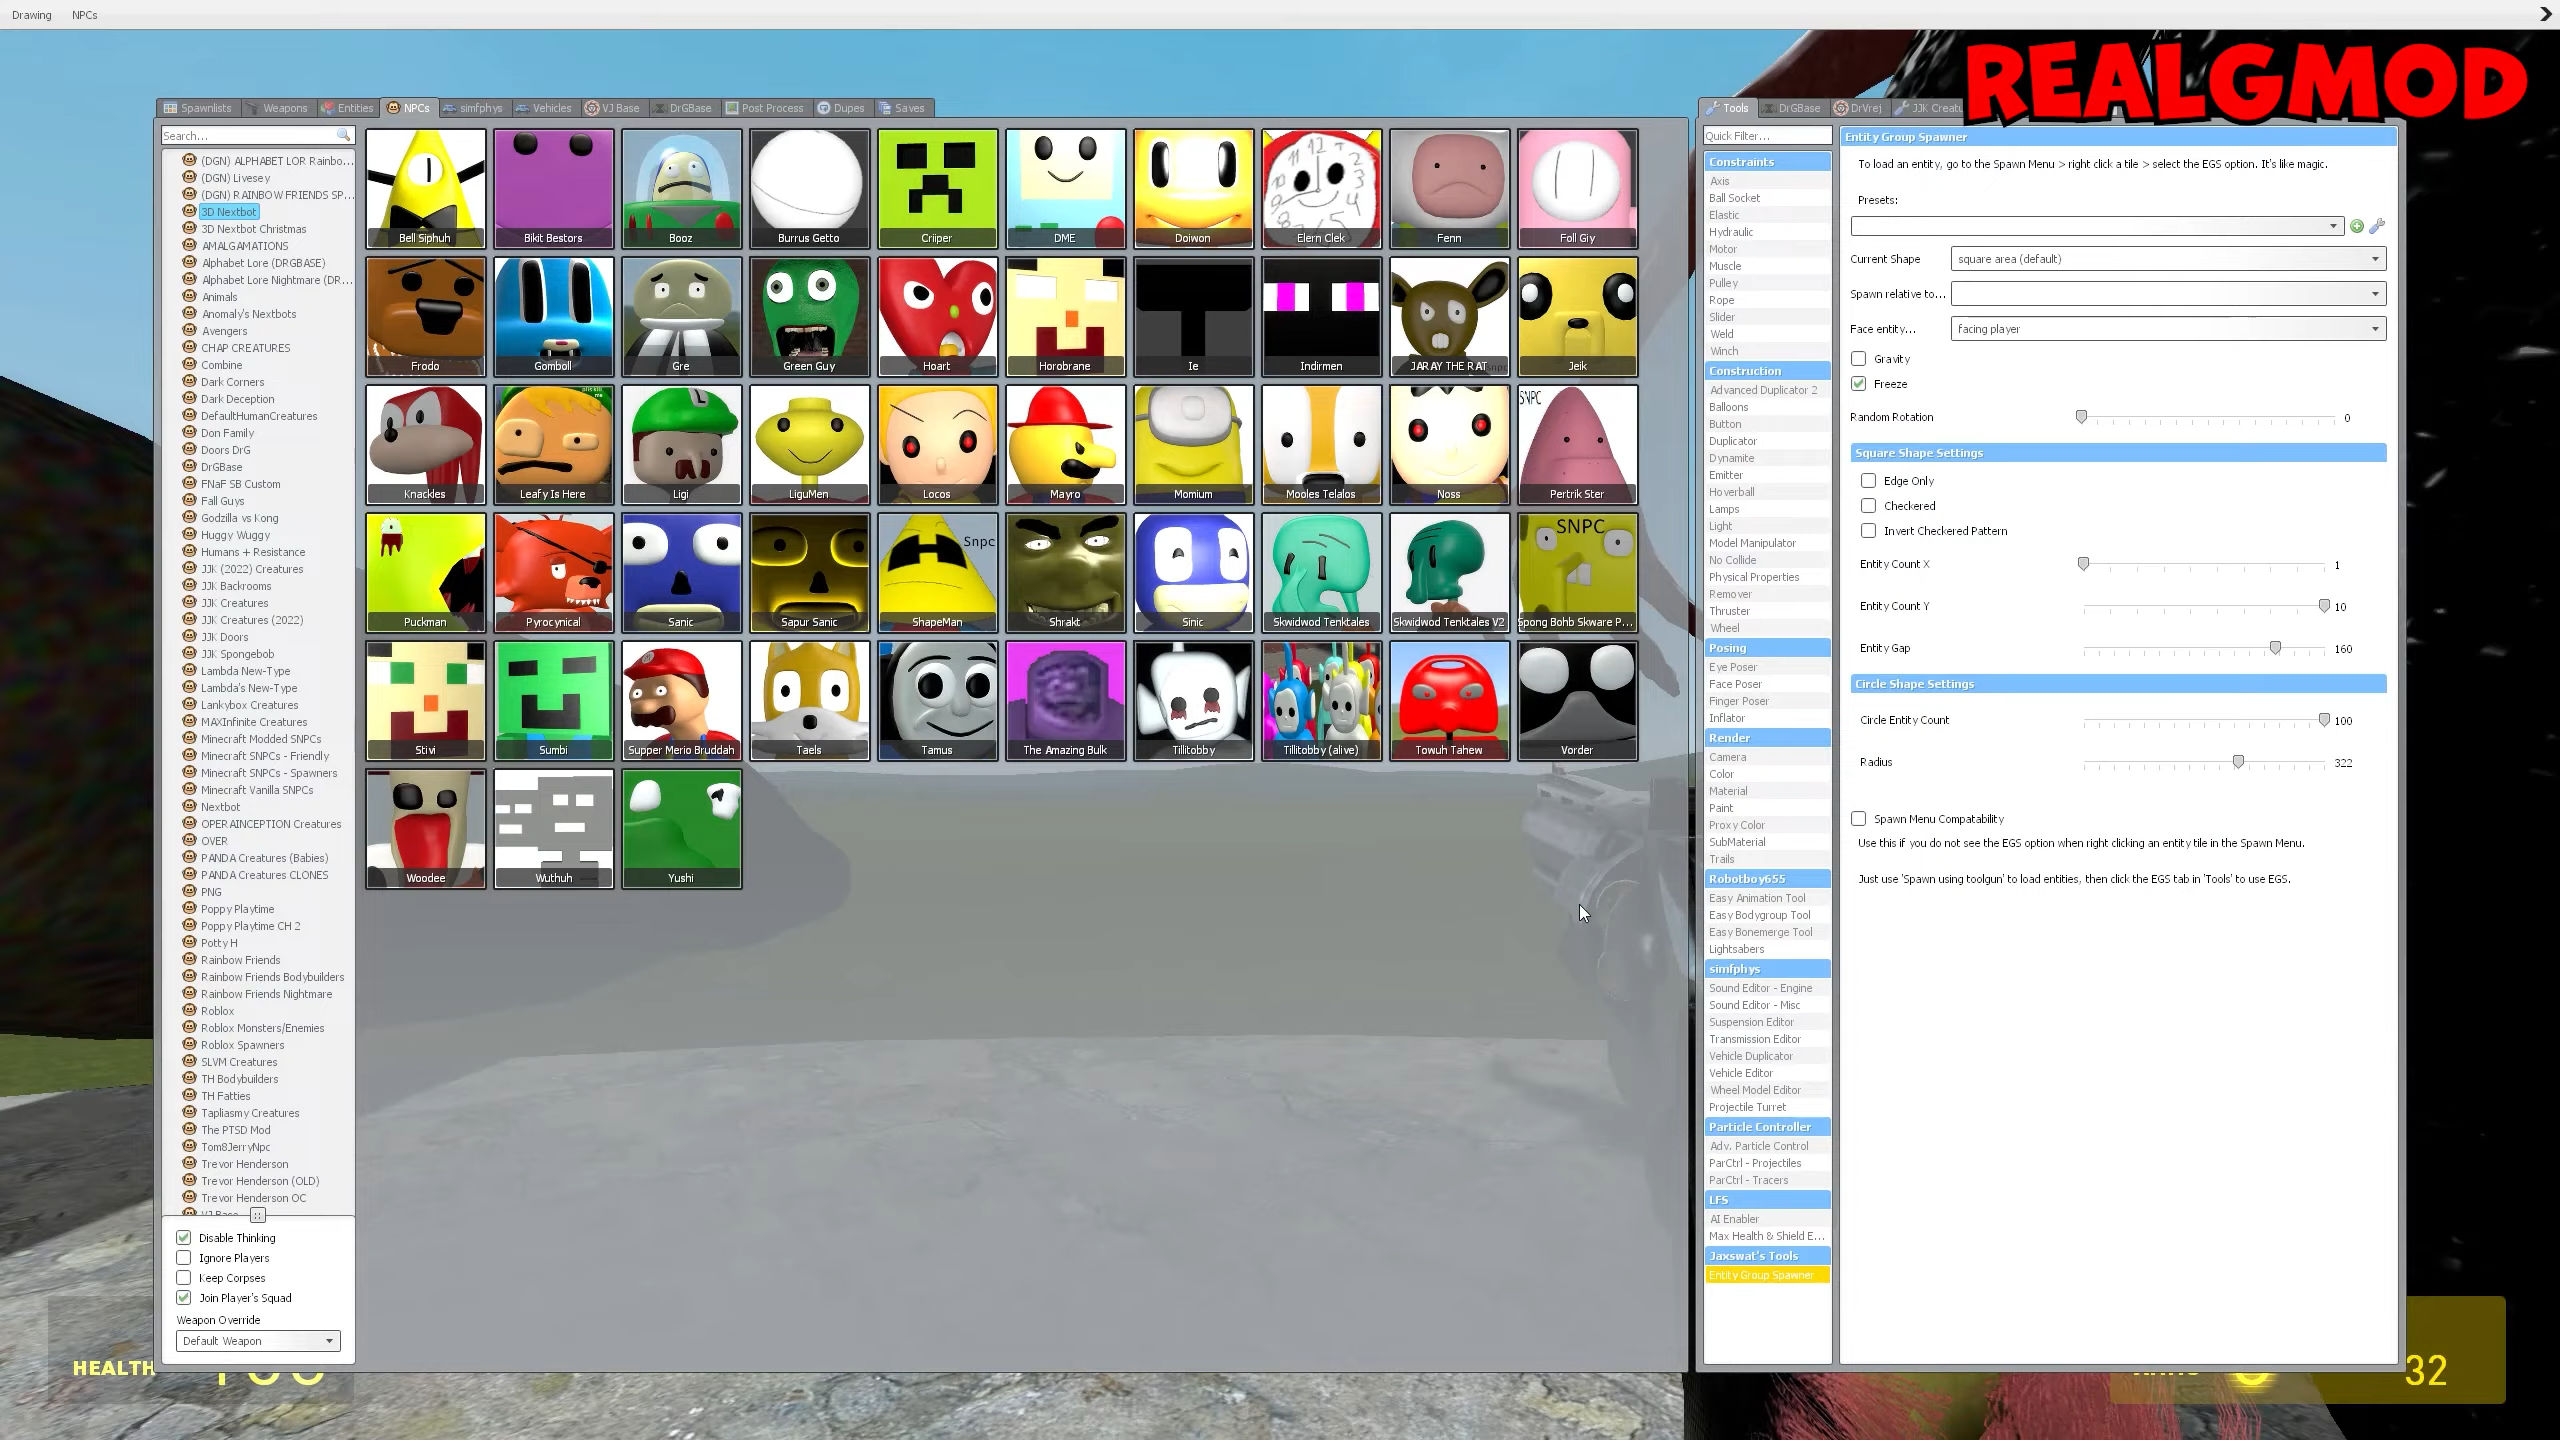 Drawing NPCs
REALGMOD
Spawnlists Weapons Entities NPCs simfphys Vehicles VJ Base DrGBase Post Process Dupes Saves
Search...
(DGN) ALPHABET LOR Rainbo...
(DGN) Livesey
(DGN) RAINBOW FRIENDS SP...
3D Nextbot
3D Nextbot Christmas
AMALGAMATIONS
Alphabet Lore (DRGBASE)
Alphabet Lore Nightmare (DR...
Animals
Anomaly's Nextbots
Avengers
CHAP CREATURES
Combine
Dark Corners
Dark Deception
DefaultHumanCreatures
Don Family
Doors DrG
DrGBase
FNaF SB Custom
Fall Guys
Godzilla vs Kong
Huggy Wuggy
Humans + Resistance
JJK (2022) Creatures
JJK Backrooms
JJK Creatures
JJK Creatures (2022)
JJK Doors
JJK Spongebob
Lambda New-Type
Lambda's New-Type
Lankybox Creatures
MAXInfinite Creatures
Minecraft Modded SNPCs
Minecraft SNPCs - Friendly
Minecraft SNPCs - Spawners
Minecraft Vanilla SNPCs
Nextbot
OPERAINCEPTION Creatures
OVER
PANDA Creatures (Babies)
PANDA Creatures CLONES
PNG
Poppy Playtime
Poppy Playtime CH 2
Potty H
Rainbow Friends
Rainbow Friends Bodybuilders
Rainbow Friends Nightmare
Roblox
Roblox Monsters/Enemies
Roblox Spawners
SLVM Creatures
TH Bodybuilders
TH Fatties
Tapliasmy Creatures
The PTSD Mod
Tom8JerryNpc
Trevor Henderson
Trevor Henderson (OLD)
Trevor Henderson OC
VJ Base
Disable Thinking
Ignore Players
Keep Corpses
Join Player's Squad
Weapon Override
Default Weapon
HEALTH
Bell Siphuh Bikit Bestors Booz Burrus Getto Criiper DME Doiwon Elern Clek Fenn Foll Giy
Frodo Gomboll Gre Green Guy Hoart Horobrane Ie Indirmen JARAY THE RAT Jeik
SNPC
Knackles Leafy Is Here Ligi LiguMen Locos Mayro Momium Mooles Telalos Noss Pertrik Ster
Snpc SNPC
Puckman Pyrocynical Sanic Sapur Sanic ShapeMan Shrakt Sinic Skwidwod Tenktales Skwidwod Tenktales V2 Spong Bohb Skware P...
Stivi Sumbi Supper Merio Bruddah Taels Tamus The Amazing Bulk Tillitobby Tillitobby (alive) Towuh Tahew Vorder
Woodee Wuthuh Yushi
Tools DrGBase DrVrej JJK Creatu
Quick Filter...
Constraints
Axis
Ball Socket
Elastic
Hydraulic
Motor
Muscle
Pulley
Rope
Slider
Weld
Winch
Construction
Advanced Duplicator 2
Balloons
Button
Duplicator
Dynamite
Emitter
Hoverball
Lamps
Light
Model Manipulator
No Collide
Physical Properties
Remover
Thruster
Wheel
Posing
Eye Poser
Face Poser
Finger Poser
Inflator
Render
Camera
Color
Material
Paint
Proxy Color
SubMaterial
Trails
Robotboy655
Easy Animation Tool
Easy Bodygroup Tool
Easy Bonemerge Tool
Lightsabers
simfphys
Sound Editor - Engine
Sound Editor - Misc
Suspension Editor
Transmission Editor
Vehicle Duplicator
Vehicle Editor
Wheel Model Editor
Projectile Turret
Particle Controller
Adv. Particle Control
ParCtrl - Projectiles
ParCtrl - Tracers
LFS
AI Enabler
Max Health & Shield E...
Jaxswat's Tools
Entity Group Spawner
Entity Group Spawner
To load an entity, go to the Spawn Menu > right click a tile > select the EGS option. It's like magic.
Presets:
Current Shape square area (default)
Spawn relative to...
Face entity... facing player
Gravity
Freeze
Random Rotation 0
Square Shape Settings
Edge Only
Checkered
Invert Checkered Pattern
Entity Count X 1
Entity Count Y 10
Entity Gap 160
Circle Shape Settings
Circle Entity Count 100
Radius 322
Spawn Menu Compatability
Use this if you do not see the EGS option when right clicking an entity tile in the Spawn Menu.
Just use 'Spawn using toolgun' to load entities, then click the EGS tab in 'Tools' to use EGS.
32